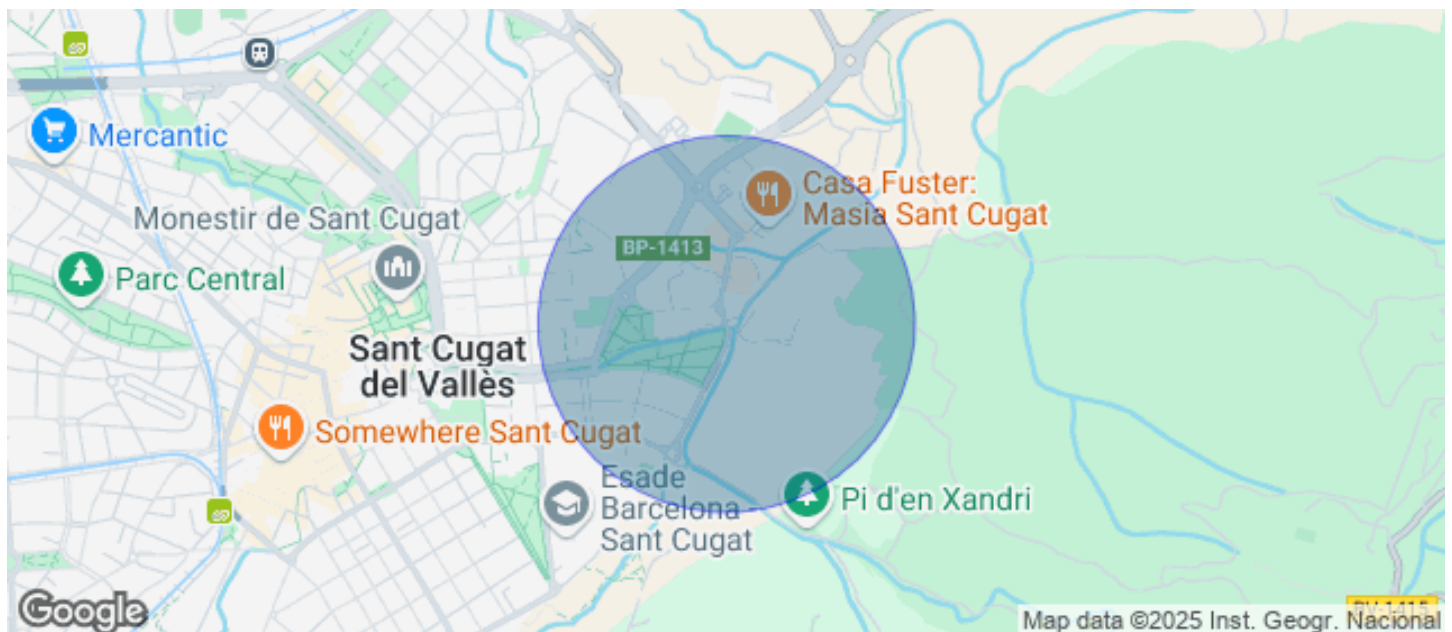 Mercantic
Monestir de Sant Cugat
Parc Central
Casa Fuster:
Masia Sant Cugat
BP-1413
Sant Cugat
del Vallès
Somewhere Sant Cugat
Esade
Barcelona -
Sant Cugat
Pi d'en Xandri
Google
Map data ©2025 Inst. Geogr. Nacional